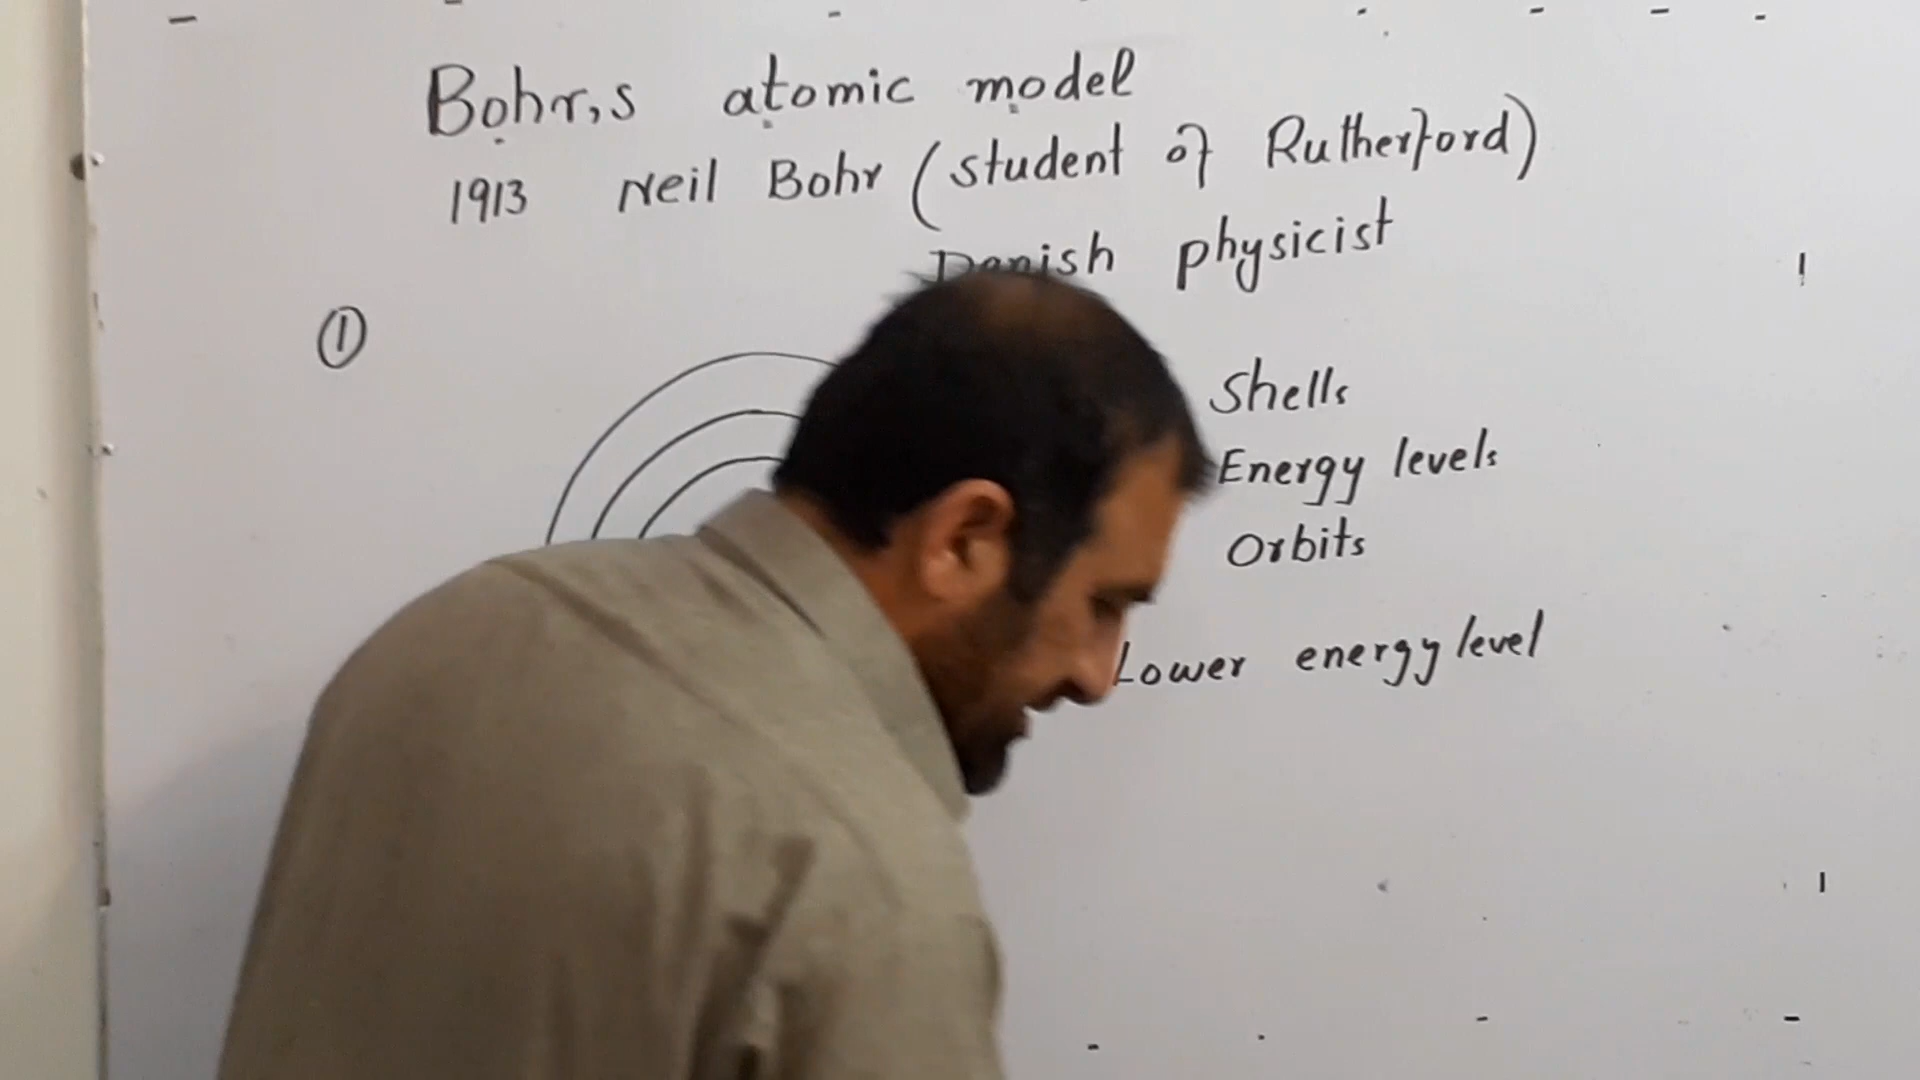 Bohr,s atomic model
1913 Neil Bohr (student of Rutherford)
Danish physicist
①
Shells
Energy levels
Orbits
Lower energy level